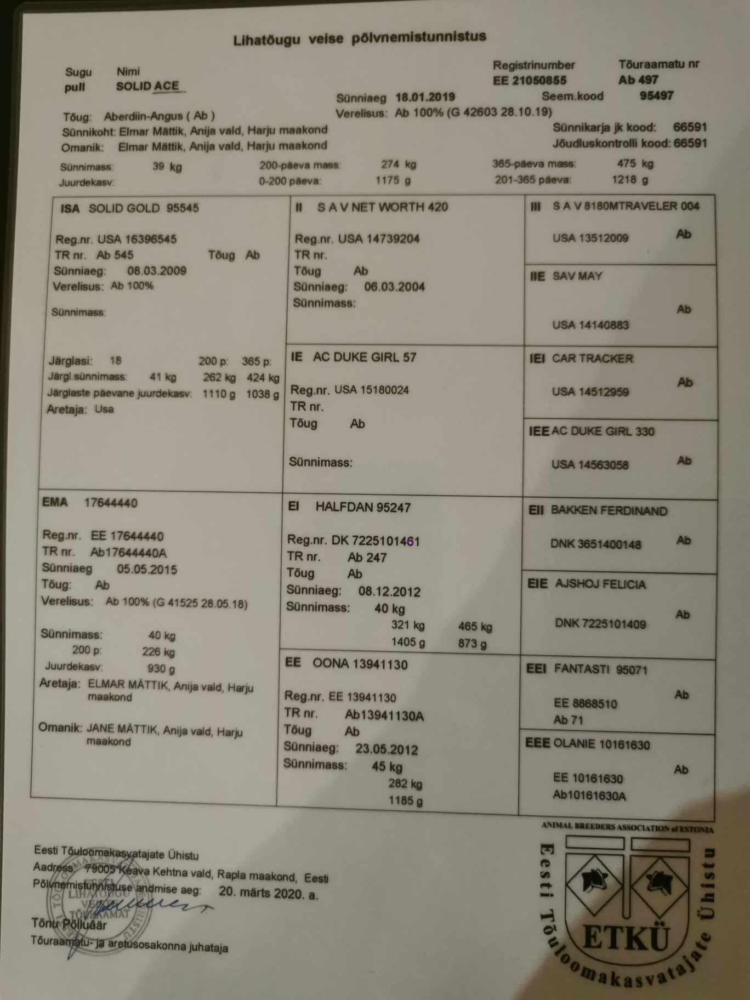 Lihatõugu veise põlvnemistunnistus
Sugu Nimi Registrinumber Tõuraamatu nr
pull SOLID ACE EE 21050855 Ab 497
Sünniaeg 18.01.2019 Seem.kood 95497
Tõug: Aberdiin-Angus ( Ab ) Verelisus: Ab 100% (G 42603 28.10.19)
Sünnikoht: Elmar Mättik, Anija vald, Harju maakond Sünnikarja jk kood: 66591
Omanik: Elmar Mättik, Anija vald, Harju maakond Jõudluskontrolli kood: 66591
Sünnimass: 39 kg 200-päeva mass: 274 kg 365-päeva mass: 475 kg
Juurdekasv: 0-200 päeva: 1175 g 201-365 päeva: 1218 g
ISA SOLID GOLD 95545
Reg.nr. USA 16396545
TR nr. Ab 545 Tõug Ab
Sünniaeg: 08.03.2009
Verelisus: Ab 100%
Sünnimass:
Järglasi: 18 200 p: 365 p:
Järgl.sünnimass: 41 kg 262 kg 424 kg
Järglaste päevane juurdekasv: 1110 g 1038 g
Aretaja: Usa
II S A V NET WORTH 420
Reg.nr. USA 14739204
TR nr.
Tõug Ab
Sünniaeg: 06.03.2004
Sünnimass:
IE AC DUKE GIRL 57
Reg.nr. USA 15180024
TR nr.
Tõug Ab
Sünnimass:
III S A V 8180MTRAVELER 004
USA 13512009 Ab
IIE SAV MAY
Ab
USA 14140883
IEI CAR TRACKER
Ab
USA 14512959
IEE AC DUKE GIRL 330
USA 14563058 Ab
EMA 17644440
Reg.nr. EE 17644440
TR nr. Ab17644440A
Sünniaeg 05.05.2015
Tõug: Ab
Verelisus: Ab 100% (G 41525 28.05.18)
Sünnimass: 40 kg
200 p: 226 kg
Juurdekasv: 930 g
Aretaja: ELMAR MÄTTIK, Anija vald, Harju
maakond
Omanik: JANE MÄTTIK, Anija vald, Harju
maakond
EI HALFDAN 95247
Reg.nr. DK 7225101461
TR nr. Ab 247
Tõug Ab
Sünniaeg: 08.12.2012
Sünnimass: 40 kg
321 kg 465 kg
1405 g 873 g
EE OONA 13941130
Reg.nr. EE 13941130
TR nr. Ab13941130A
Tõug Ab
Sünniaeg: 23.05.2012
Sünnimass: 45 kg
282 kg
1185 g
EII BAKKEN FERDINAND
DNK 3651400148 Ab
EIE AJSHOJ FELICIA
Ab
DNK 7225101409
EEI FANTASTI 95071
Ab
EE 8868510
Ab 71
EEE OLANIE 10161630
Ab
EE 10161630
Ab10161630A
Eesti Tõuloomakasvatajate Ühistu
Aadress: 79005 Keava Kehtna vald, Rapla maakond, Eesti
Põlvnemistunnistuse andmise aeg: 20. märts 2020. a.
Tõnu Põlluäär
Tõuraamatu- ja aretusosakonna juhataja
EESTI
LIHATÕUGU
TÕURAAMAT
ANIMAL BREEDERS ASSOCIATION of ESTONIA
Eesti Tõuloomakasvatajate Ühistu
ETKÜ